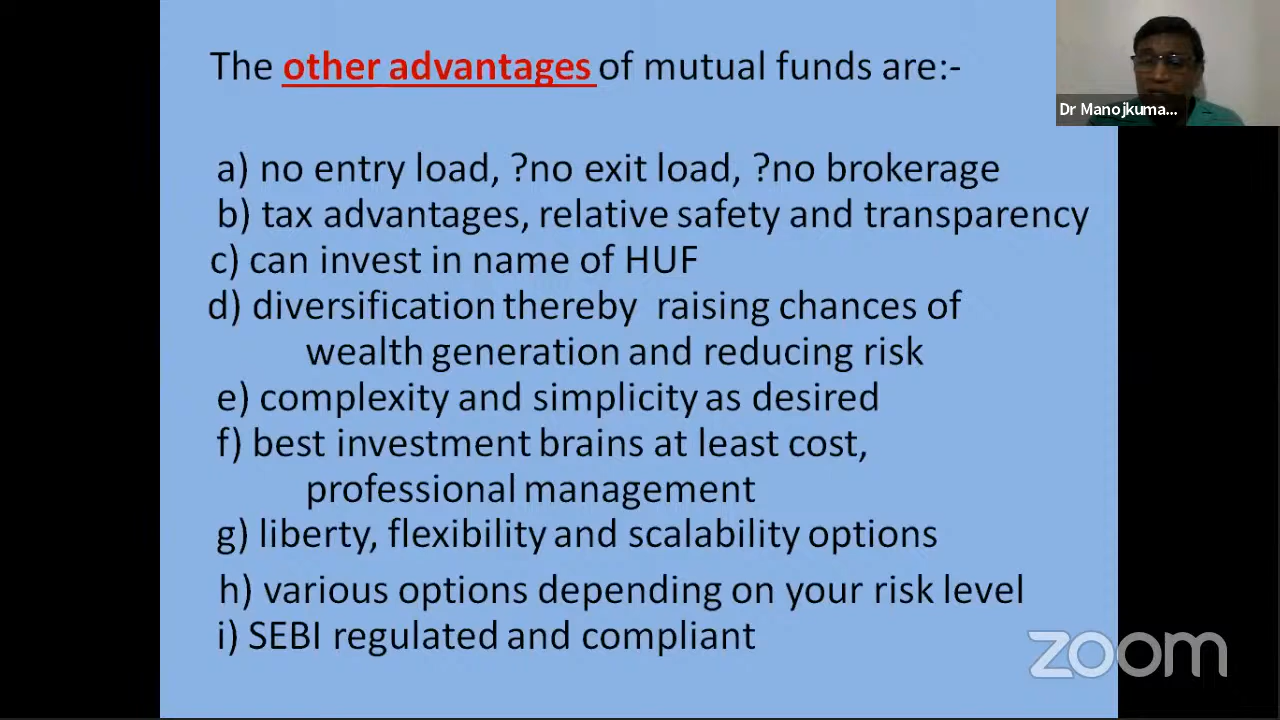 The other advantages of mutual funds are:-
Dr Manojkuma...
a) no entry load, ?no exit load, ?no brokerage
b) tax advantages, relative safety and transparency
c) can invest in name of HUF
d) diversification thereby raising chances of
wealth generation and reducing risk
e) complexity and simplicity as desired
f) best investment brains at least cost,
professional management
g) liberty, flexibility and scalability options
h) various options depending on your risk level
i) SEBI regulated and compliant
zoom